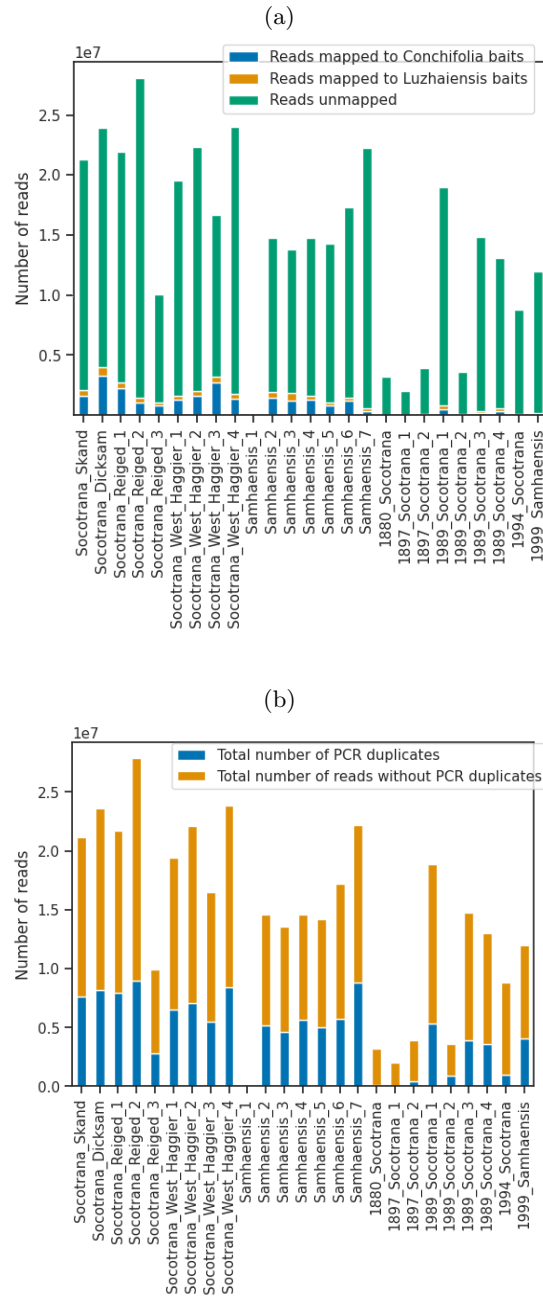 (a)
1e7
Reads mapped to Conchifolia baits
Reads mapped to Luzhaiensis baits
Reads unmapped
Number of reads
2.5
2.0
1.5
1.0
0.5
Socotrana_Skand
Socotrana_Dicksam
Socotrana_Reiged_1
Socotrana_Reiged_2
Socotrana_Reiged_3
Socotrana_West_Haggier_1
Socotrana_West_Haggier_2
Socotrana_West_Haggier_3
Socotrana_West_Haggier_4
Samhaensis_1
Samhaensis_2
Samhaensis_3
Samhaensis_4
Samhaensis_5
Samhaensis_6
Samhaensis_7
1880_Socotrana
1897_Socotrana_1
1897_Socotrana_2
1989_Socotrana_1
1989_Socotrana_2
1989_Socotrana_3
1989_Socotrana_4
1994_Socotrana
1999_Samhaensis
(b)
1e7
Total number of PCR duplicates
Total number of reads without PCR duplicates
Number of reads
2.5
2.0
1.5
1.0
0.5
0.0
Socotrana_Skand
Socotrana_Dicksam
Socotrana_Reiged_1
Socotrana_Reiged_2
Socotrana_Reiged_3
Socotrana_West_Haggier_1
Socotrana_West_Haggier_2
Socotrana_West_Haggier_3
Socotrana_West_Haggier_4
Samhaensis_1
Samhaensis_2
Samhaensis_3
Samhaensis_4
Samhaensis_5
Samhaensis_6
Samhaensis_7
1880_Socotrana
1897_Socotrana_1
1897_Socotrana_2
1989_Socotrana_1
1989_Socotrana_2
1989_Socotrana_3
1989_Socotrana_4
1994_Socotrana
1999_Samhaensis